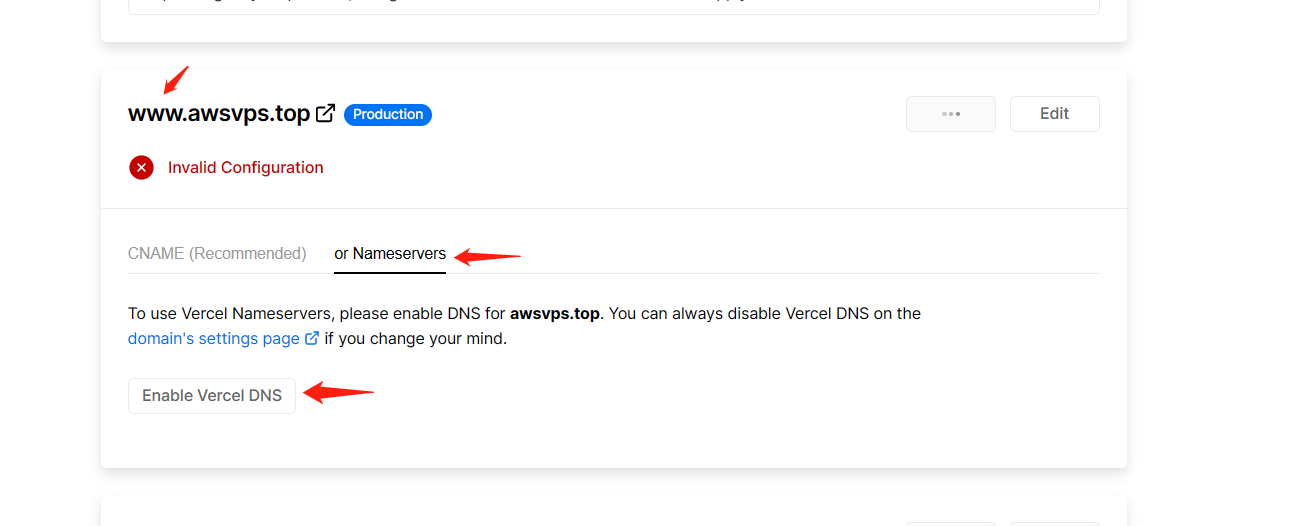 www.awsvps.top Production
... Edit
Invalid Configuration
CNAME (Recommended) or Nameservers
To use Vercel Nameservers, please enable DNS for awsvps.top. You can always disable Vercel DNS on the
domain's settings page if you change your mind.
Enable Vercel DNS